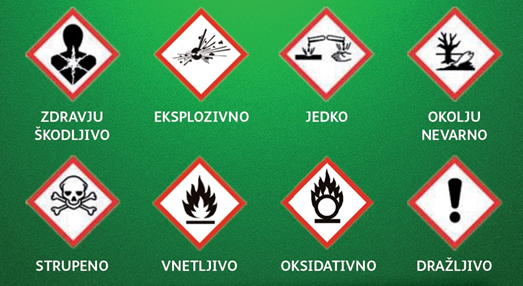 ZDRAVJU
ŠKODLJIVO
EKSPLOZIVNO
JEDKO
OKOLJU
NEVARNO
STRUPENO
VNETLJIVO
OKSIDATIVNO
DRAŽLJIVO